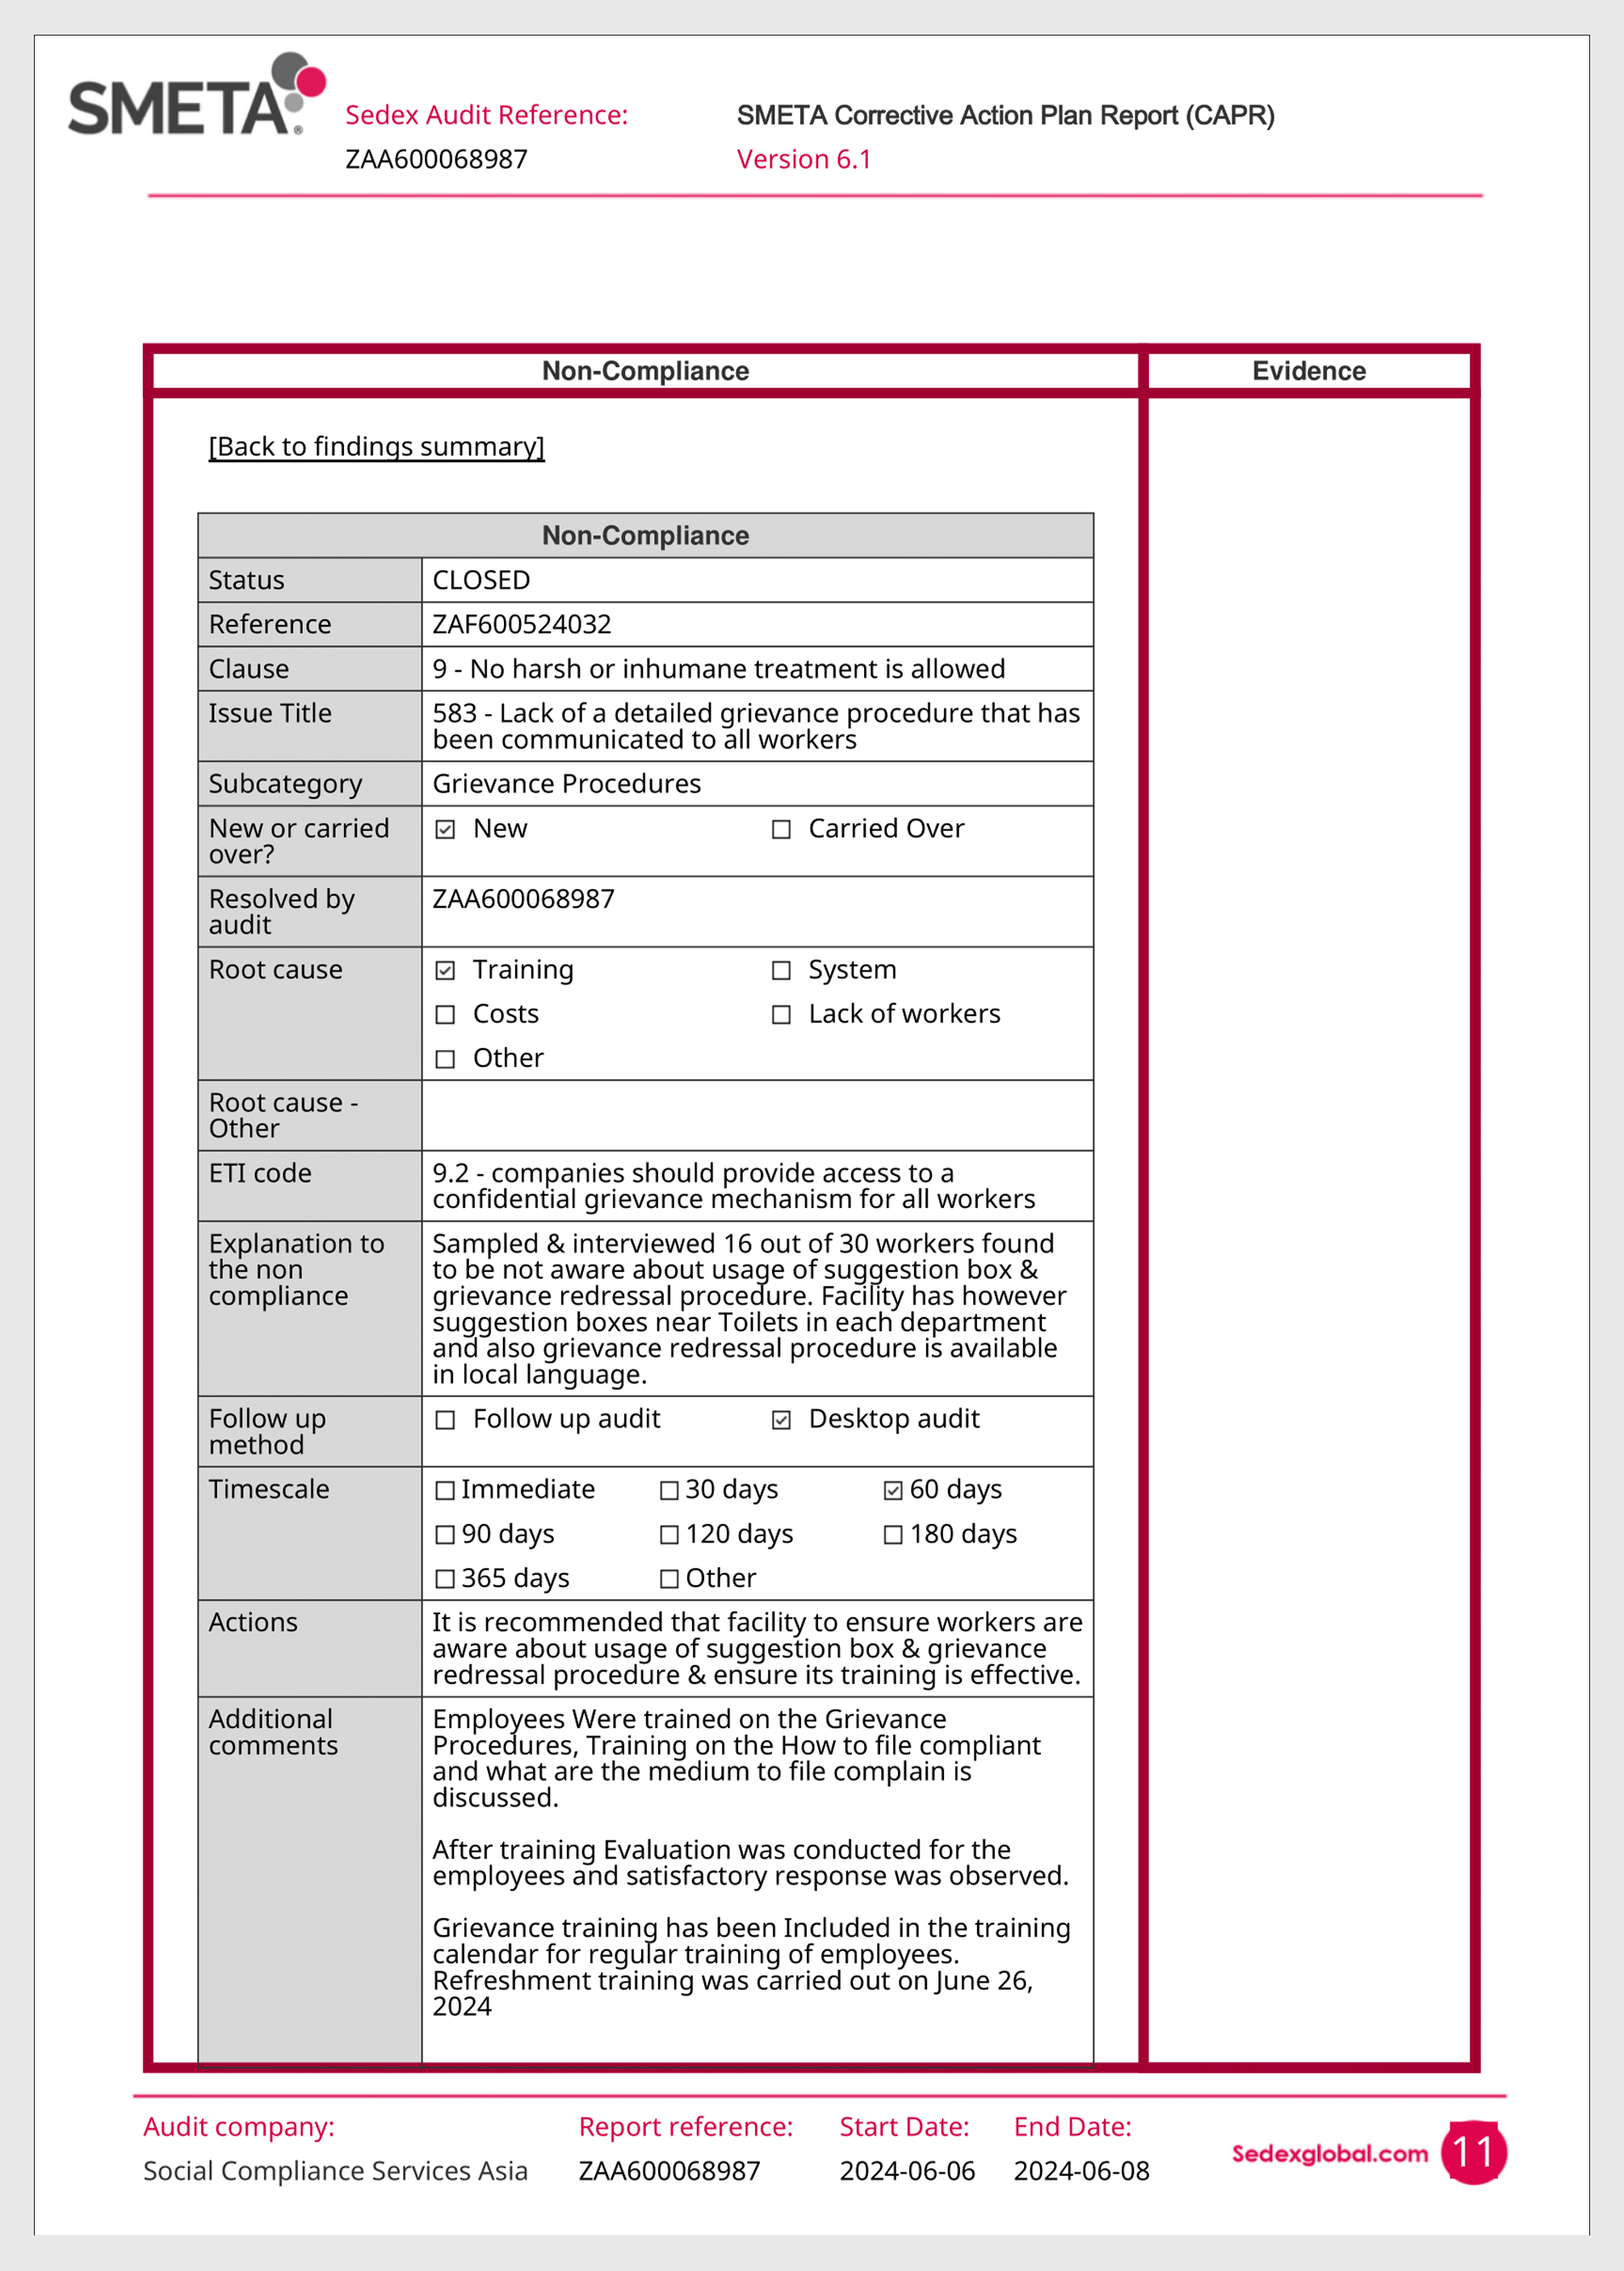 SMETA®
Sedex Audit Reference:
ZAA600068987
SMETA Corrective Action Plan Report (CAPR)
Version 6.1
Non-Compliance
Evidence
[Back to findings summary]
Non-Compliance
Status
CLOSED
Reference
ZAF600524032
Clause
9 - No harsh or inhumane treatment is allowed
Issue Title
583 - Lack of a detailed grievance procedure that has
been communicated to all workers
Subcategory
Grievance Procedures
New or carried
over?
☑ New
☐ Carried Over
Resolved by
audit
ZAA600068987
Root cause
☑ Training
☐ System
☐ Costs
☐ Lack of workers
☐ Other
Root cause -
Other
ETI code
9.2 - companies should provide access to a
confidential grievance mechanism for all workers
Explanation to
the non
compliance
Sampled & interviewed 16 out of 30 workers found
to be not aware about usage of suggestion box &
grievance redressal procedure. Facility has however
suggestion boxes near Toilets in each department
and also grievance redressal procedure is available
in local language.
Follow up
method
☐ Follow up audit
☑ Desktop audit
Timescale
☐ Immediate
☐ 30 days
☑ 60 days
☐ 90 days
☐ 120 days
☐ 180 days
☐ 365 days
☐ Other
Actions
It is recommended that facility to ensure workers are
aware about usage of suggestion box & grievance
redressal procedure & ensure its training is effective.
Additional
comments
Employees Were trained on the Grievance
Procedures, Training on the How to file compliant
and what are the medium to file complain is
discussed.
After training Evaluation was conducted for the
employees and satisfactory response was observed.
Grievance training has been Included in the training
calendar for regular training of employees.
Refreshment training was carried out on June 26,
2024
Audit company:
Social Compliance Services Asia
Report reference:
ZAA600068987
Start Date:
2024-06-06
End Date:
2024-06-08
Sedexglobal.com
11